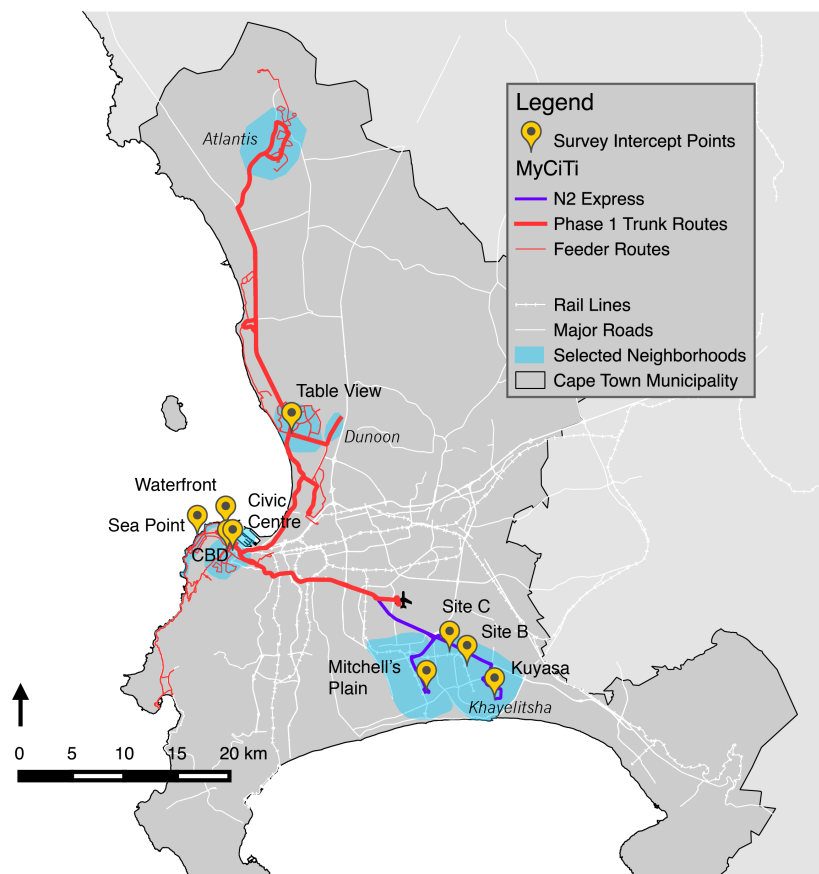 Legend
Survey Intercept Points
MyCiTi
N2 Express
Phase 1 Trunk Routes
Feeder Routes
Rail Lines
Major Roads
Selected Neighborhoods
Cape Town Municipality
Atlantis
Table View
Dunoon
Waterfront
Civic
Centre
Sea Point
CBD
Site C
Site B
Mitchell's
Plain
Kuyasa
Khayelitsha
0 5 10 15 20 km